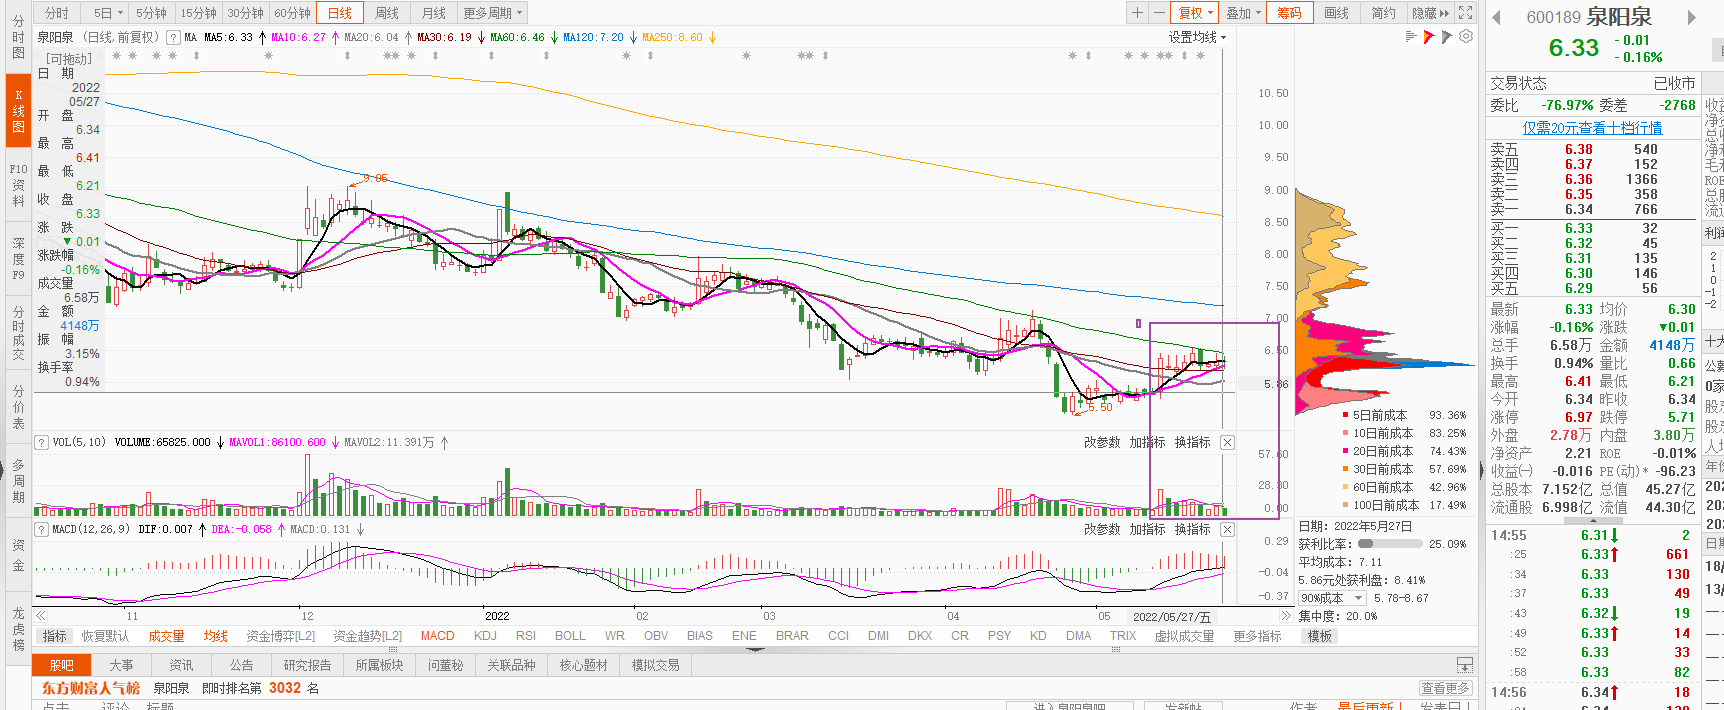 分时 5日 5分钟 15分钟 30分钟 60分钟 日线 周线 月线 更多周期
复权 叠加 筹码 画线 简约 隐藏
分时图
K线图
F10资料
深度F9
分时成交
分价表
多周期
资金
龙虎榜
泉阳泉 (日线,前复权) ? MA MA5:6.33 MA10:6.27 MA20:6.04 MA30:6.19 MA60:6.46 MA120:7.20 MA250:8.60
设置均线
[可拖动]
日 期
2022
05/27
开 盘
6.34
最 高
6.41
最 低
6.21
收 盘
6.33
涨 跌
▼0.01
涨跌幅
-0.16%
成交量
6.58万
金 额
4148万
振 幅
3.15%
换手率
0.94%
9.05
5.50
10.50
10.00
9.50
9.00
8.50
8.00
7.50
7.00
6.50
5.86
? VOL(5,10) VOLUME:65825.000 MAVOL1:86100.600 MAVOL2:11.391万
改参数 加指标 换指标
57.60
28.30
0.00
? MACD(12,26,9) DIF:0.007 DEA:-0.058 MACD:0.131
改参数 加指标 换指标
0.29
-0.04
-0.37
11 12 2022 02 03 04 05 2022/05/27/五
指标 恢复默认 成交量 均线 资金博弈[L2] 资金趋势[L2] MACD KDJ RSI BOLL WR OBV BIAS ENE BRAR CCI DMI DKX CR PSY KD DMA TRIX 虚拟成交量 更多指标 模板
5日前成本 93.36%
10日前成本 83.25%
20日前成本 74.43%
30日前成本 57.69%
60日前成本 42.96%
100日前成本 17.49%
日期: 2022年5月27日
获利比率: 25.09%
平均成本: 7.11
5.86元处获利盘: 8.41%
90%成本 5.78-8.67
集中度: 20.0%
股吧 大事 资讯 公告 研究报告 所属板块 问董秘 关联品种 核心题材 模拟交易
东方财富人气榜 泉阳泉 即时排名第 3032 名
查看更多
点击 评论 标题
进入泉阳泉吧 发新帖 作者 最后更新 发表日
600189 泉阳泉
6.33 -0.01
-0.16%
交易状态 已收市
委比 -76.97% 委差 -2768
仅需20元查看十档行情
卖五 6.38 540
卖四 6.37 152
卖三 6.36 1366
卖二 6.35 358
卖一 6.34 766
买一 6.33 32
买二 6.32 45
买三 6.31 135
买四 6.30 146
买五 6.29 56
最新 6.33 均价 6.30
涨幅 -0.16% 涨跌 ▼0.01
总手 6.58万 金额 4148万
换手 0.94% 量比 0.66
最高 6.41 最低 6.21
今开 6.34 昨收 6.34
涨停 6.97 跌停 5.71
外盘 2.78万 内盘 3.80万
净资产 2.21 ROE -0.01%
收益(一) -0.016 PE(动)* -96.23
总股本 7.152亿 总值 45.27亿
流通股 6.998亿 流值 44.30亿
14:55 6.31 2
:25 6.33 661
:34 6.33 130
:37 6.33 49
:43 6.32 19
:49 6.33 14
:52 6.33 33
:58 6.33 82
14:56 6.34 18